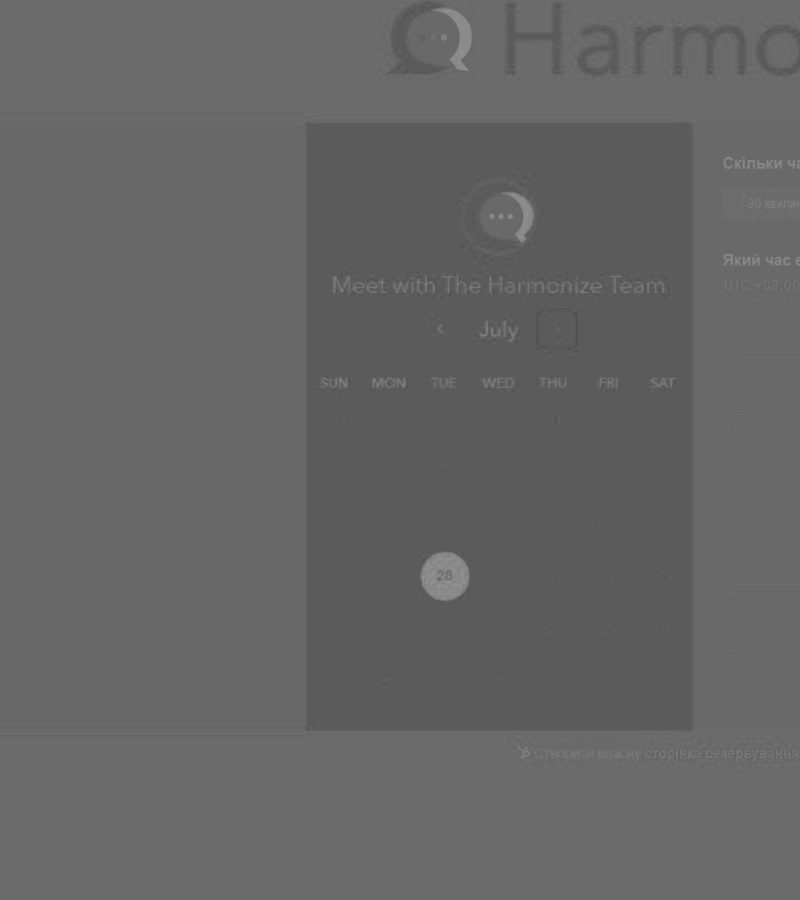 Harmo
Скільки ча
30 хвилин
Meet with The Harmonize Team
Який час є
UTC +03:00
‹ July ›
SUN MON TUE WED THU FRI SAT
28
Створити власну сторінка резервування